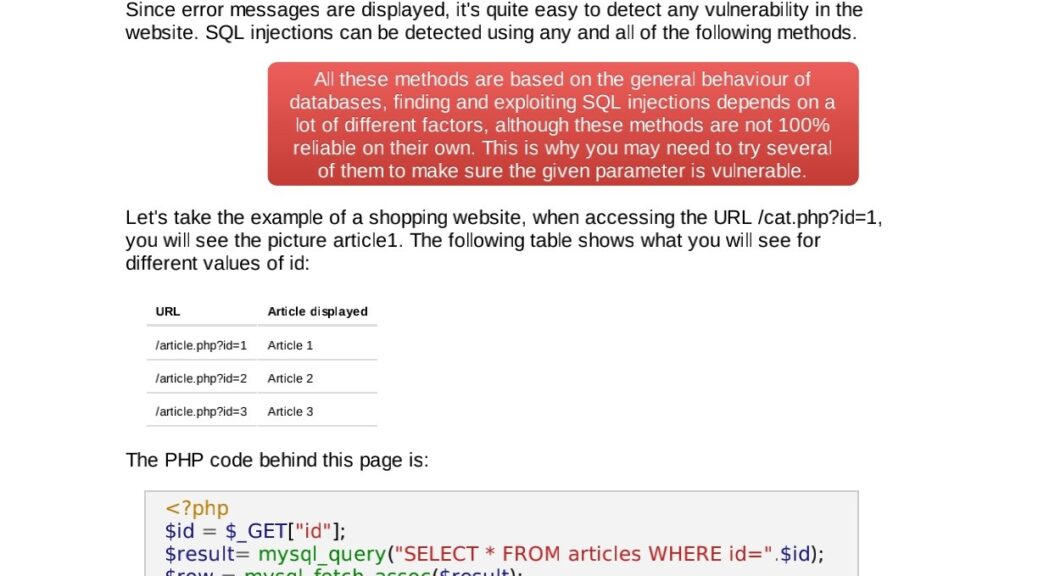 Since error messages are displayed, it's quite easy to detect any vulnerability in the
website. SQL injections can be detected using any and all of the following methods.
All these methods are based on the general behaviour of
databases, finding and exploiting SQL injections depends on a
lot of different factors, although these methods are not 100%
reliable on their own. This is why you may need to try several
of them to make sure the given parameter is vulnerable.
Let's take the example of a shopping website, when accessing the URL /cat.php?id=1,
you will see the picture article1. The following table shows what you will see for
different values of id:
URL Article displayed
/article.php?id=1 Article 1
/article.php?id=2 Article 2
/article.php?id=3 Article 3
The PHP code behind this page is:
<?php
$id = $_GET["id"];
$result= mysql_query("SELECT * FROM articles WHERE id=".$id);
$row = mysql_fetch_assoc($result);